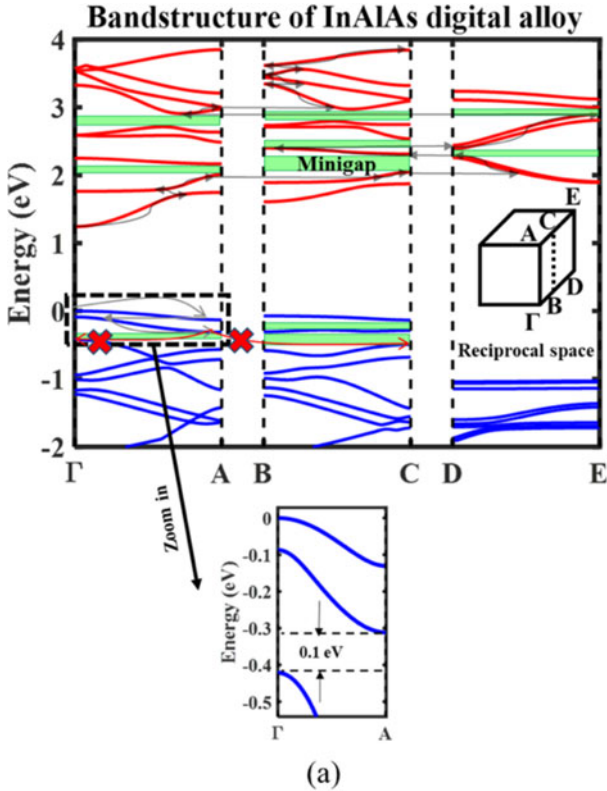 Bandstructure of InAlAs digital alloy
4
3
2
1
0
-1
-2
Energy (eV)
Minigap
E
C
A
D
B
Γ
Reciprocal space
Γ A B C D E
Zoom in
0
-0.1
-0.2
-0.3
-0.4
-0.5
Energy (eV)
0.1 eV
Γ A
(a)